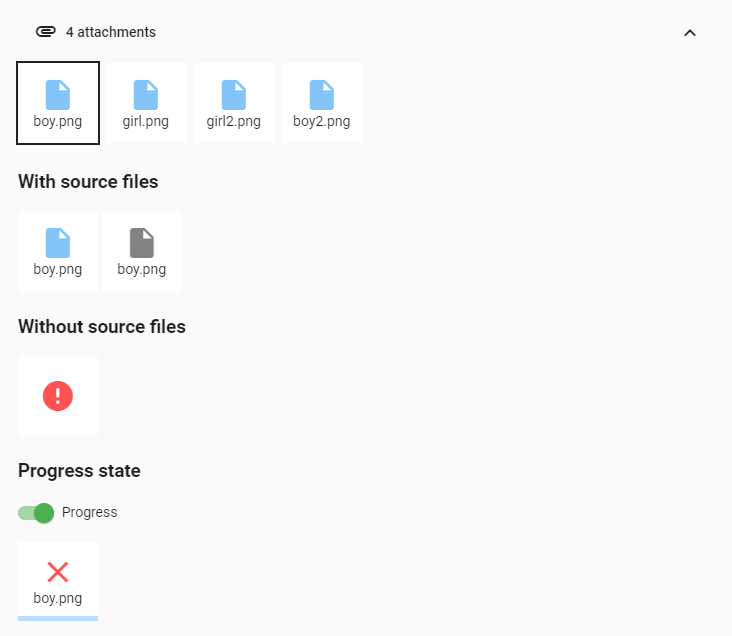 4 attachments
boy.png girl.png girl2.png boy2.png
With source files
boy.png boy.png
Without source files
Progress state
Progress
boy.png